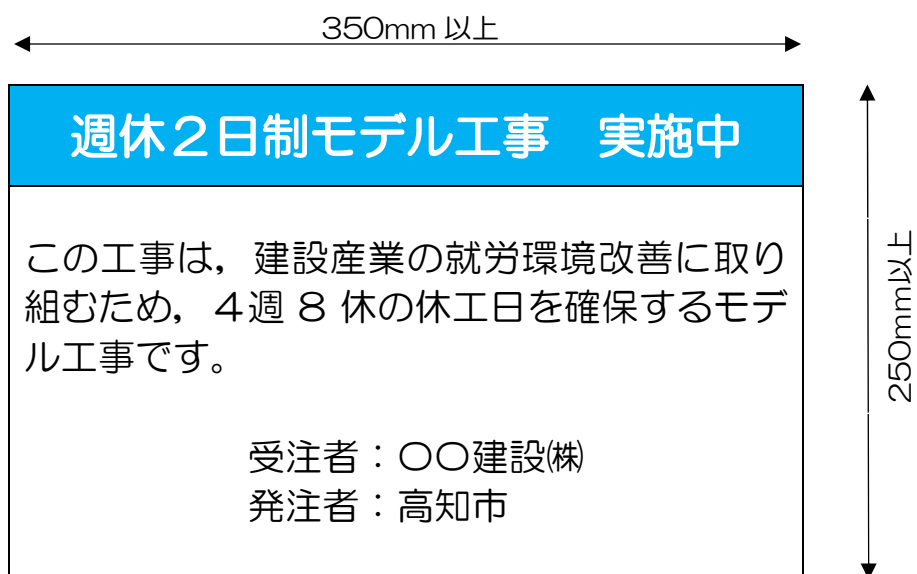 350mm 以上
週休２日制モデル工事　実施中
この工事は，建設産業の就労環境改善に取り
組むため，４週 8 休の休工日を確保するモデ
ル工事です。
受注者：〇〇建設㈱
発注者：高知市
250mm以上